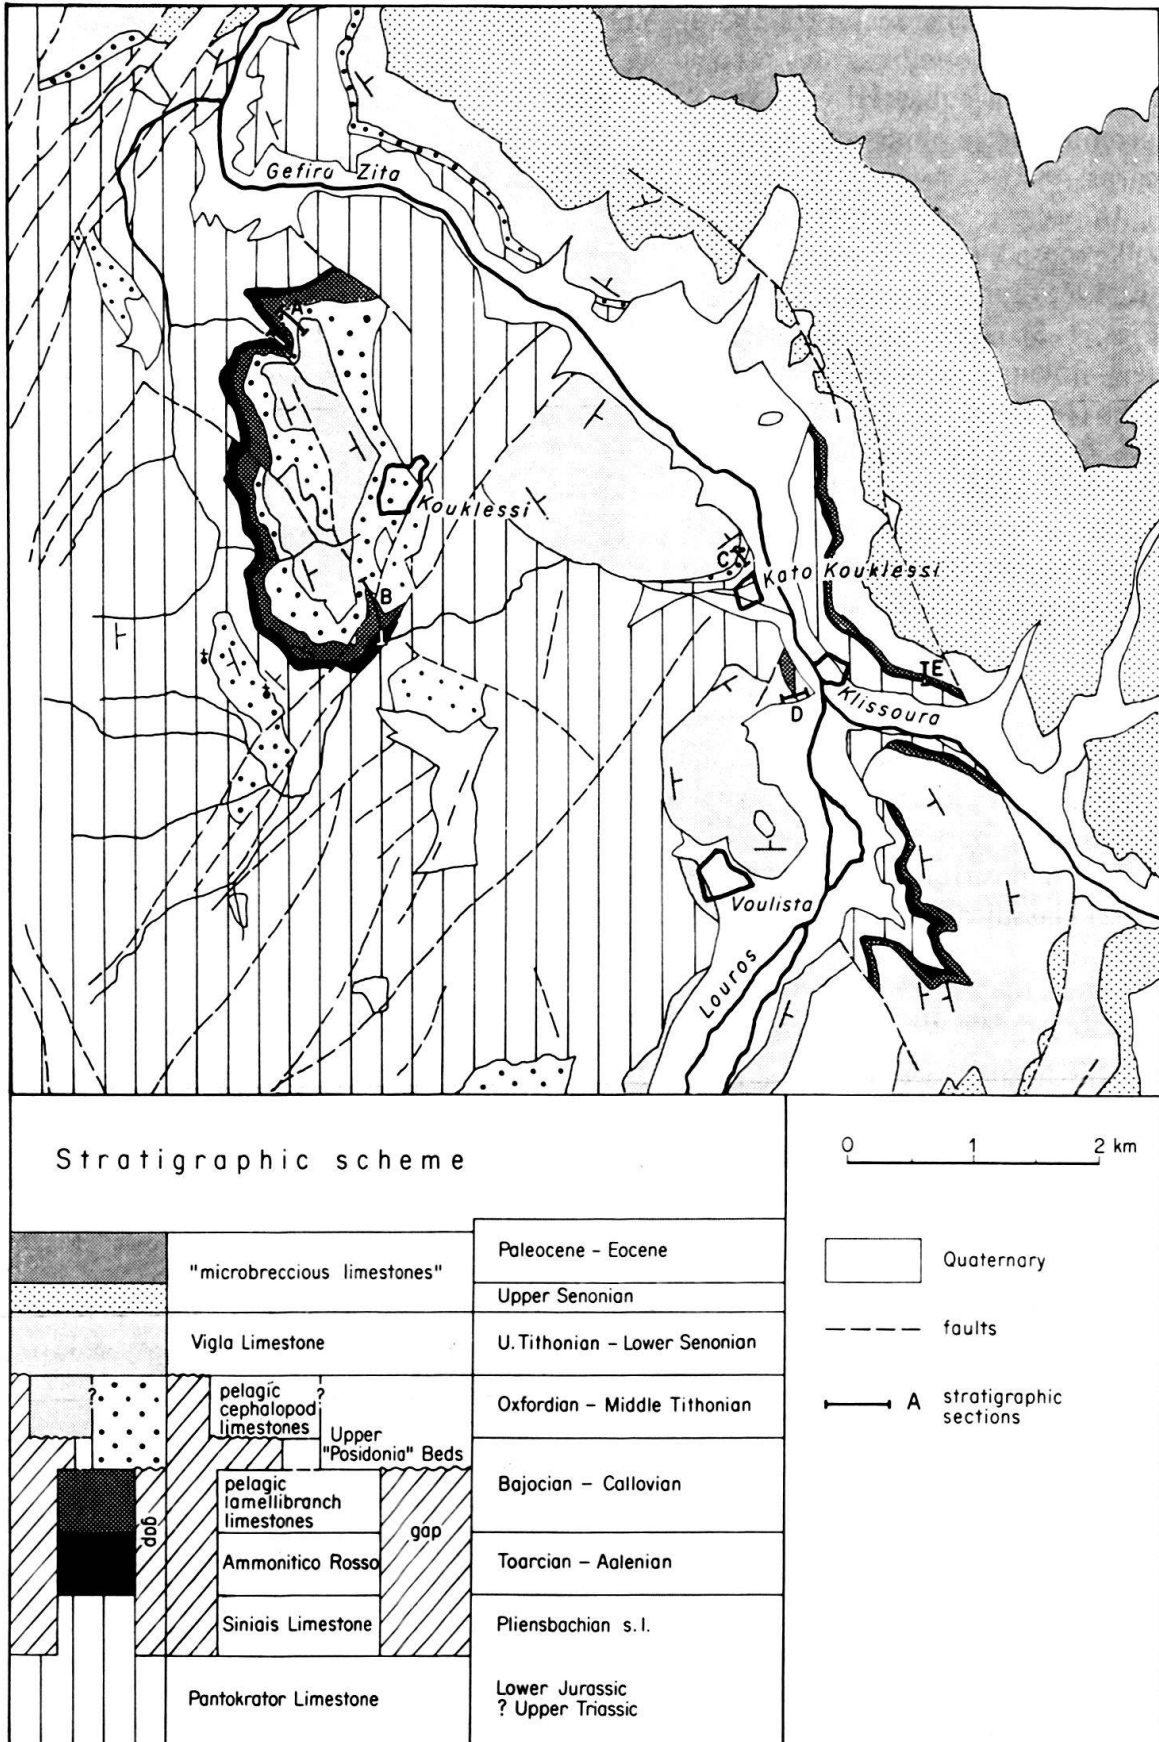 Gefira Zita
A
Kouklessi
B
C
Kato Kouklessi
E
Klissoura
D
Voulista
Louros
Stratigraphic scheme
"microbreccious limestones"
Paleocene - Eocene
Upper Senonian
Vigla Limestone
U. Tithonian - Lower Senonian
?
pelagic
cephalopod
limestones
?
Oxfordian - Middle Tithonian
Upper
"Posidonia" Beds
pelagic
lamellibranch
limestones
Bajocian - Callovian
gap
gap
Ammonitico Rosso
Toarcian - Aalenian
Siniais Limestone
Pliensbachian s.l.
Pantokrator Limestone
Lower Jurassic
? Upper Triassic
0 1 2 km
Quaternary
faults
A stratigraphic
sections